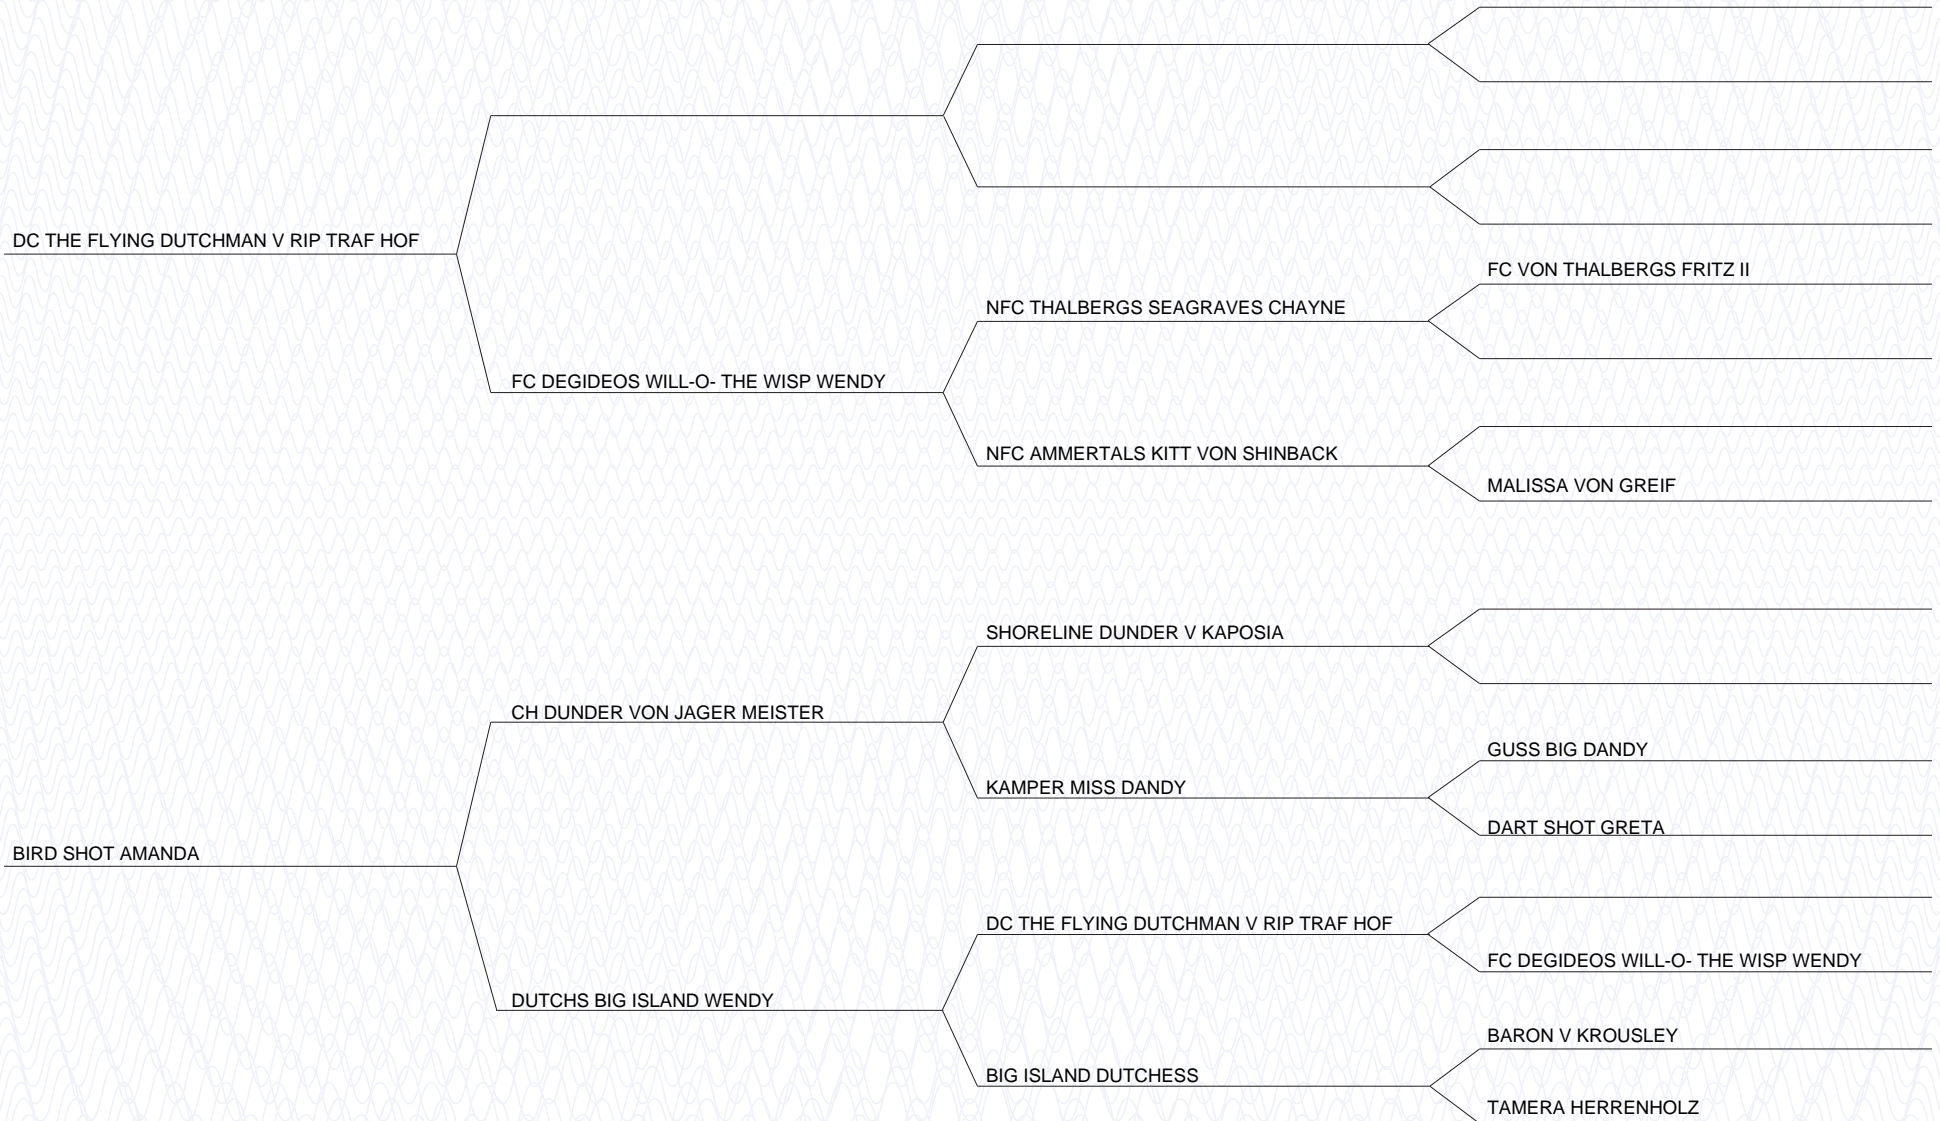 DC THE FLYING DUTCHMAN V RIP TRAF HOF
FC DEGIDEOS WILL-O- THE WISP WENDY
NFC THALBERGS SEAGRAVES CHAYNE
FC VON THALBERGS FRITZ II
NFC AMMERTALS KITT VON SHINBACK
MALISSA VON GREIF
BIRD SHOT AMANDA
CH DUNDER VON JAGER MEISTER
SHORELINE DUNDER V KAPOSIA
KAMPER MISS DANDY
GUSS BIG DANDY
DART SHOT GRETA
DUTCHS BIG ISLAND WENDY
DC THE FLYING DUTCHMAN V RIP TRAF HOF
FC DEGIDEOS WILL-O- THE WISP WENDY
BIG ISLAND DUTCHESS
BARON V KROUSLEY
TAMERA HERRENHOLZ